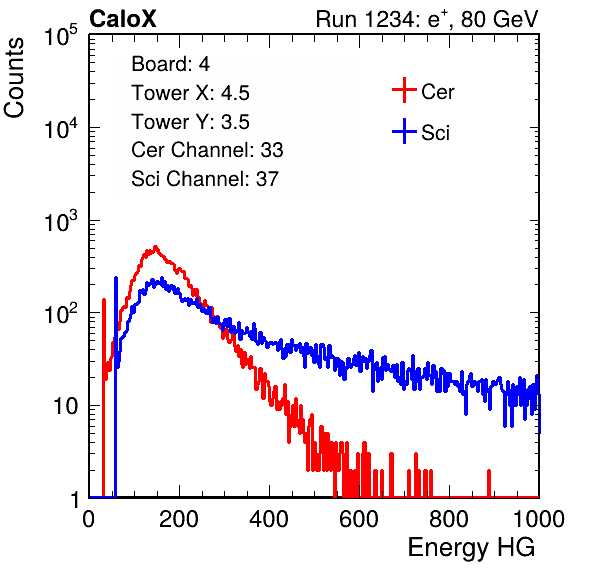 CaloX Run 1234: e+, 80 GeV
Counts
Board: 4
Tower X: 4.5
Tower Y: 3.5
Cer Channel: 33
Sci Channel: 37
Cer
Sci
10^5
10^4
10^3
10^2
10
1
0 200 400 600 800 1000
Energy HG